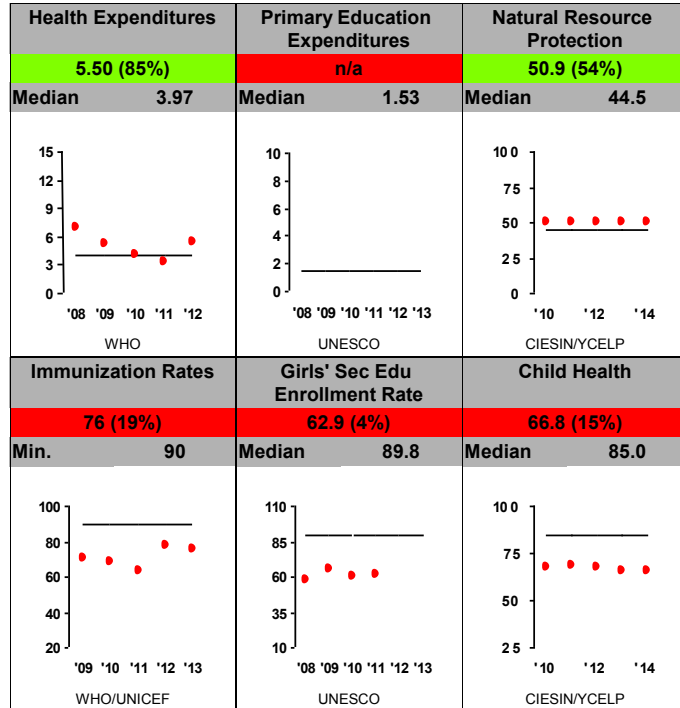 Health Expenditures
5.50 (85%)
Median 3.97
15
12
9
6
3
0
'08 '09 '10 '11 '12
WHO
Primary Education
Expenditures
n/a
Median 1.53
10
8
6
4
2
0
'08 '09 '10 '11 '12 '13
UNESCO
Natural Resource
Protection
50.9 (54%)
Median 44.5
100
75
50
25
0
'10 '12 '14
CIESIN/YCELP
Immunization Rates
76 (19%)
Min. 90
100
80
60
40
20
'09 '10 '11 '12 '13
WHO/UNICEF
Girls' Sec Edu
Enrollment Rate
62.9 (4%)
Median 89.8
110
85
60
35
10
'08 '09 '10 '11 '12 '13
UNESCO
Child Health
66.8 (15%)
Median 85.0
100
75
50
25
'10 '12 '14
CIESIN/YCELP